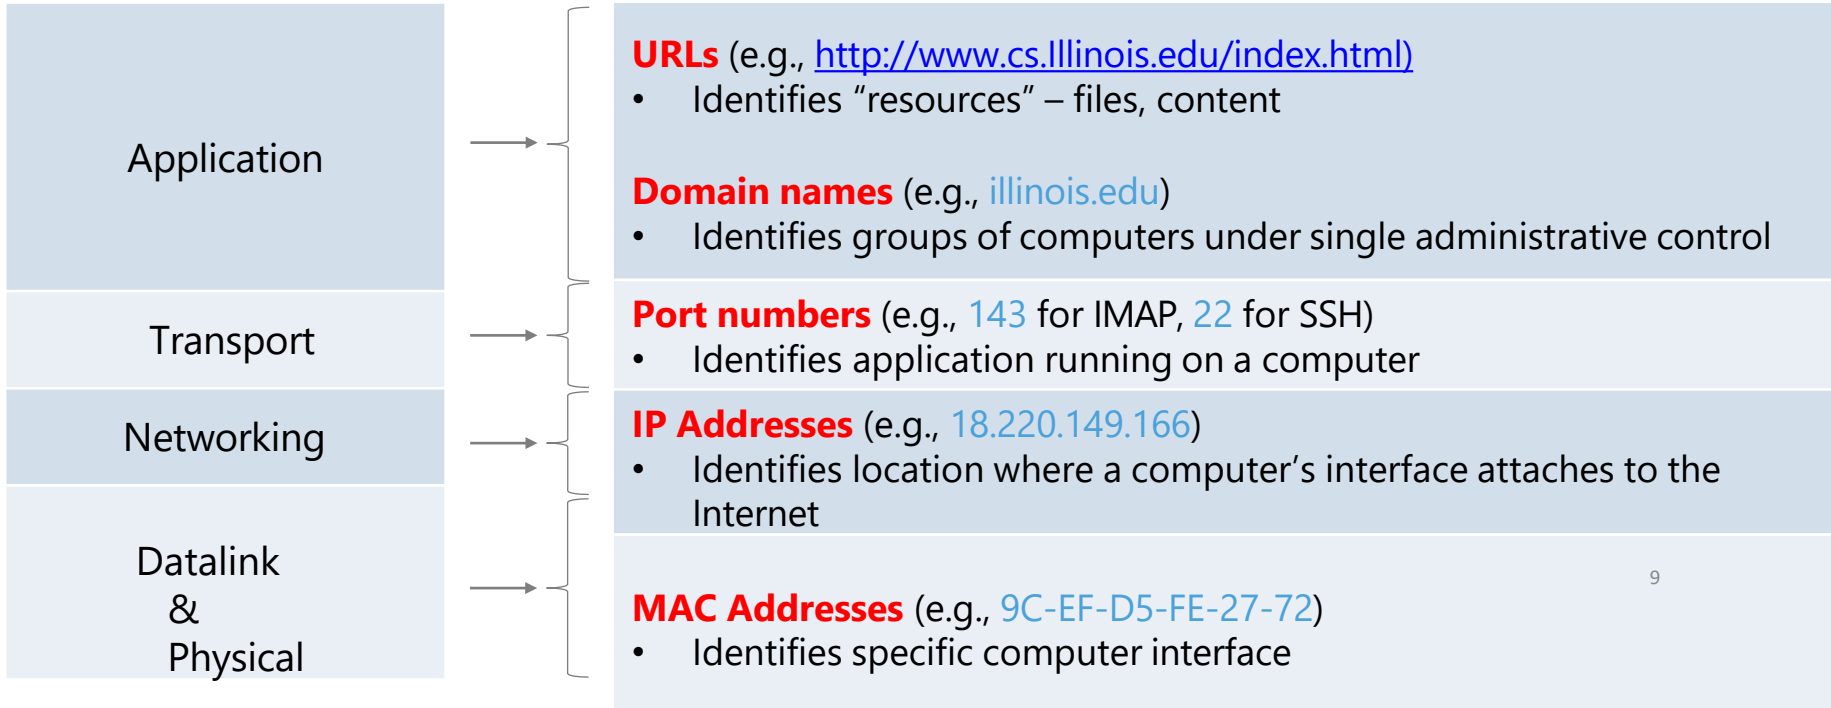 Application
URLs (e.g., http://www.cs.Illinois.edu/index.html)
• Identifies “resources” – files, content
Domain names (e.g., illinois.edu)
• Identifies groups of computers under single administrative control
Transport
Port numbers (e.g., 143 for IMAP, 22 for SSH)
• Identifies application running on a computer
Networking
IP Addresses (e.g., 18.220.149.166)
• Identifies location where a computer’s interface attaches to the
Internet
Datalink
&
Physical
MAC Addresses (e.g., 9C-EF-D5-FE-27-72)
• Identifies specific computer interface
9